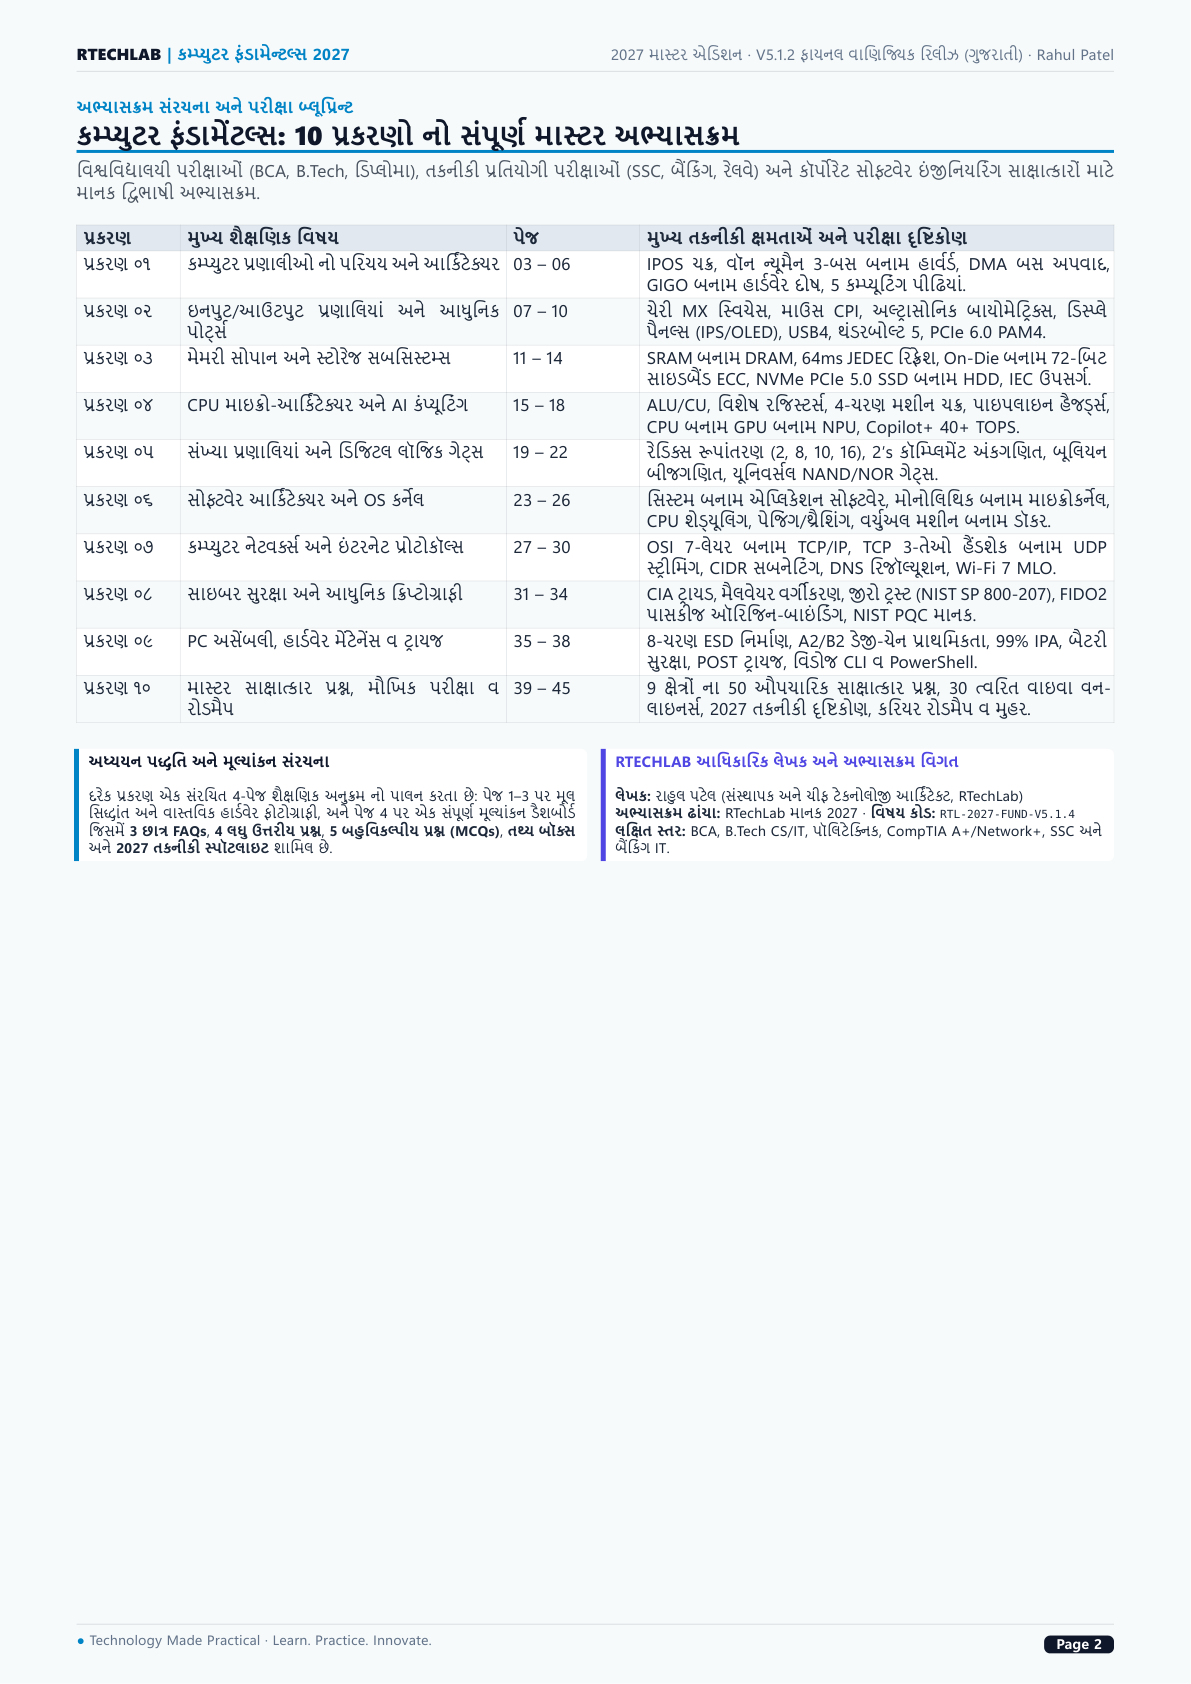 RTECHLAB | કમ્પ્યુટર ફંડામેન્ટલ્સ 2027
2027 માસ્ટર એડિશન · V5.1.2 ફાયનલ વાણિજ્યિક રિલીઝ (ગુજરાતી) · Rahul Patel
અભ્યાસક્રમ સંરચના અને પરીક્ષા બ્લૂપ્રિન્ટ
કમ્પ્યુટર ફંડામેંટલ્સ: 10 પ્રકરણો નો સંપૂર્ણ માસ્ટર અભ્યાસક્રમ
વિશ્વવિદ્યાલયી પરીક્ષાઓં (BCA, B.Tech, ડિપ્લોમા), તકનીકી પ્રતિયોગી પરીક્ષાઓં (SSC, બૈંકિંગ, રેલવે) અને કૉર્પોરેટ સોફ્ટવેર ઇંજીનિયરિંગ સાક્ષાત્કારોં માટે
માનક દ્વિભાષી અભ્યાસક્રમ.
પ્રકરણ મુખ્ય શૈક્ષણિક વિષય પેજ મુખ્ય તકનીકી ક્ષમતાએં અને પરીક્ષા દૃષ્ટિકોણ
પ્રકરણ ૦૧ કમ્પ્યુટર પ્રણાલીઓ નો પરિચય અને આર્કિટેક્ચર 03 – 06 IPOS ચક્ર, વૉન ન્યૂમૈન 3-બસ બનામ હાર્વર્ડ, DMA બસ અપવાદ,
GIGO બનામ હાર્ડવેર દોષ, 5 કમ્પ્યૂટિંગ પીઢિયાં.
પ્રકરણ ૦૨ ઇનપુટ/આઉટપુટ પ્રણાલિયાં અને આધુનિક 07 – 10 ચેરી MX સ્વિચેસ, માઉસ CPI, અલ્ટ્રાસોનિક બાયોમેટ્રિક્સ, ડિસ્પ્લે
પોર્ટ્સ પૈનલ્સ (IPS/OLED), USB4, થંડરબોલ્ટ 5, PCIe 6.0 PAM4.
પ્રકરણ ૦૩ મેમરી સોપાન અને સ્ટોરેજ સબસિસ્ટમ્સ 11 – 14 SRAM બનામ DRAM, 64ms JEDEC રિફ્રેશ, On-Die બનામ 72-બિટ
સાઇડબૈંડ ECC, NVMe PCIe 5.0 SSD બનામ HDD, IEC ઉપસર્ગ.
પ્રકરણ ૦૪ CPU માઇક્રો-આર્કિટેક્ચર અને AI કંપ્યૂટિંગ 15 – 18 ALU/CU, વિશેષ રજિસ્ટર્સ, 4-ચરણ મશીન ચક્ર, પાઇપલાઇન હૈજર્ડ્સ,
CPU બનામ GPU બનામ NPU, Copilot+ 40+ TOPS.
પ્રકરણ ૦૫ સંખ્યા પ્રણાલિયાં અને ડિજિટલ લૉજિક ગેટ્સ 19 – 22 રેડિક્સ રૂપાંતરણ (2, 8, 10, 16), 2's કૉમ્પ્લિમેંટ અંકગણિત, બૂલિયન
બીજગણિત, યૂનિવર્સલ NAND/NOR ગેટ્સ.
પ્રકરણ ૦૬ સોફ્ટવેર આર્કિટેક્ચર અને OS કર્નેલ 23 – 26 સિસ્ટમ બનામ એપ્લિકેશન સોફ્ટવેર, મોનોલિથિક બનામ માઇક્રોકર્નેલ,
CPU શેડ્યૂલિંગ, પેજિંગ/થ્રૈશિંગ, વર્ચુઅલ મશીન બનામ ડૉકર.
પ્રકરણ ૦૭ કમ્પ્યુટર નેટવર્ક્સ અને ઇંટરનેટ પ્રોટોકૉલ્સ 27 – 30 OSI 7-લેયર બનામ TCP/IP, TCP 3-તેઓ હૈંડશેક બનામ UDP
સ્ટ્રીમિંગ, CIDR સબનેટિંગ, DNS રિજૉલ્યૂશન, Wi-Fi 7 MLO.
પ્રકરણ ૦૮ સાઇબર સુરક્ષા અને આધુનિક ક્રિપ્ટોગ્રાફી 31 – 34 CIA ટ્રાયડ, મૈલવેયર વર્ગીકરણ, જીરો ટ્રસ્ટ (NIST SP 800-207), FIDO2
પાસકીજ ઑરિજિન-બાઇંડિંગ, NIST PQC માનક.
પ્રકરણ ૦૯ PC અસેંબલી, હાર્ડવેર મેંટેનેંસ વ ટ્રાયજ 35 – 38 8-ચરણ ESD નિર્માણ, A2/B2 ડેજી-ચેન પ્રાથમિકતા, 99% IPA, બૈટરી
સુરક્ષા, POST ટ્રાયજ, વિંડોજ CLI વ PowerShell.
પ્રકરણ ૧૦ માસ્ટર સાક્ષાત્કાર પ્રશ્ન, મૌખિક પરીક્ષા વ 39 – 45 9 ક્ષેત્રોં ના 50 ઔપચારિક સાક્ષાત્કાર પ્રશ્ન, 30 ત્વરિત વાઇવા વન-
રોડમૈપ લાઇનર્સ, 2027 તકનીકી દૃષ્ટિકોણ, કરિયર રોડમૈપ વ મુહર.
અધ્યયન પદ્ધતિ અને મૂલ્યાંકન સંરચના
દરેક પ્રકરણ એક સંરચિત 4-પેજ શૈક્ષણિક અનુક્રમ નો પાલન કરતા છે: પેજ 1–3 પર મૂલ
સિદ્ધાંત અને વાસ્તવિક હાર્ડવેર ફોટોગ્રાફી, અને પેજ 4 પર એક સંપૂર્ણ મૂલ્યાંકન ડૈશબોર્ડ
જિસમેં 3 છાત્ર FAQs, 4 લઘુ ઉત્તરીય પ્રશ્ન, 5 બહુવિકલ્પીય પ્રશ્ન (MCQs), તથ્ય બૉક્સ
અને 2027 તકનીકી સ્પૉટલાઇટ શામિલ છે.
RTECHLAB આધિકારિક લેખક અને અભ્યાસક્રમ વિગત
લેખક: રાહુલ પટેલ (સંસ્થાપક અને ચીફ ટેકનોલોજી આર્કિટેક્ટ, RTechLab)
અભ્યાસક્રમ ઢાંચા: RTechLab માનક 2027 · વિષય કોડ: RTL-2027-FUND-V5.1.4
લક્ષિત સ્તર: BCA, B.Tech CS/IT, પૉલિટેક્નિક, CompTIA A+/Network+, SSC અને
બૈંકિંગ IT.
● Technology Made Practical · Learn. Practice. Innovate.
Page 2